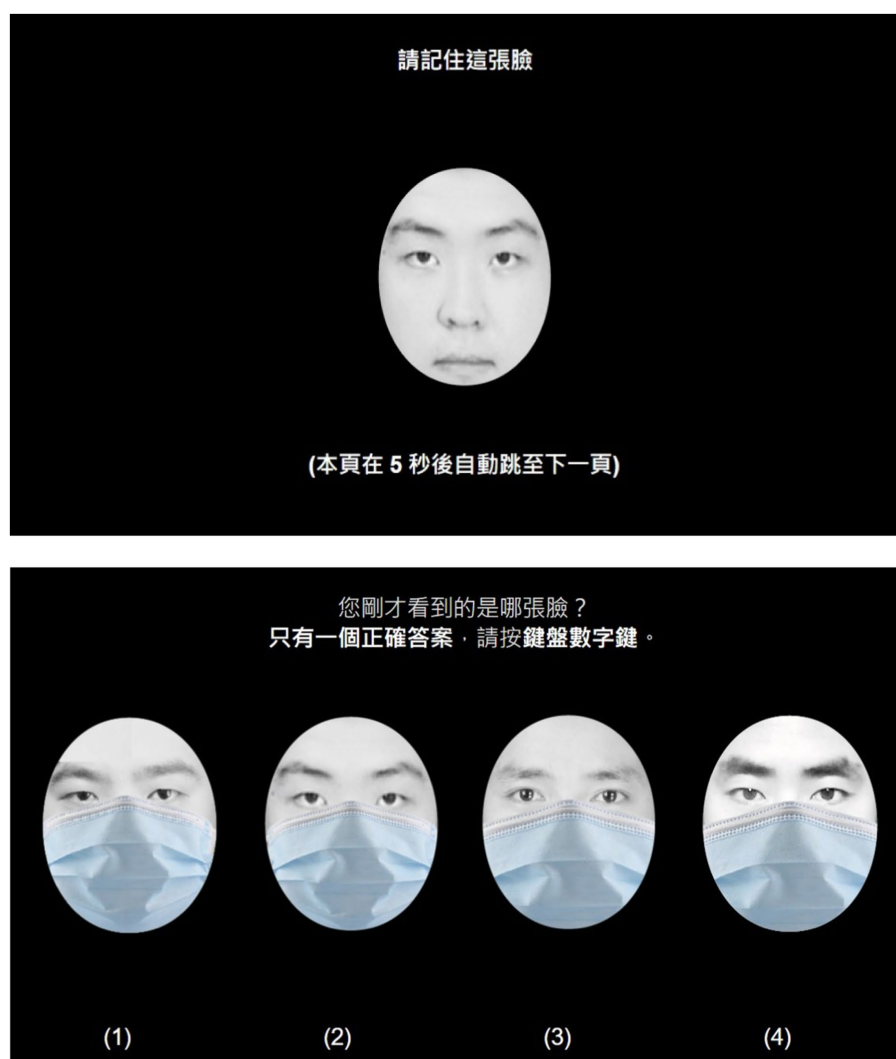 請記住這張臉
(本頁在 5 秒後自動跳至下一頁)
您剛才看到的是哪張臉？
只有一個正確答案，請按鍵盤數字鍵。
(1) (2) (3) (4)